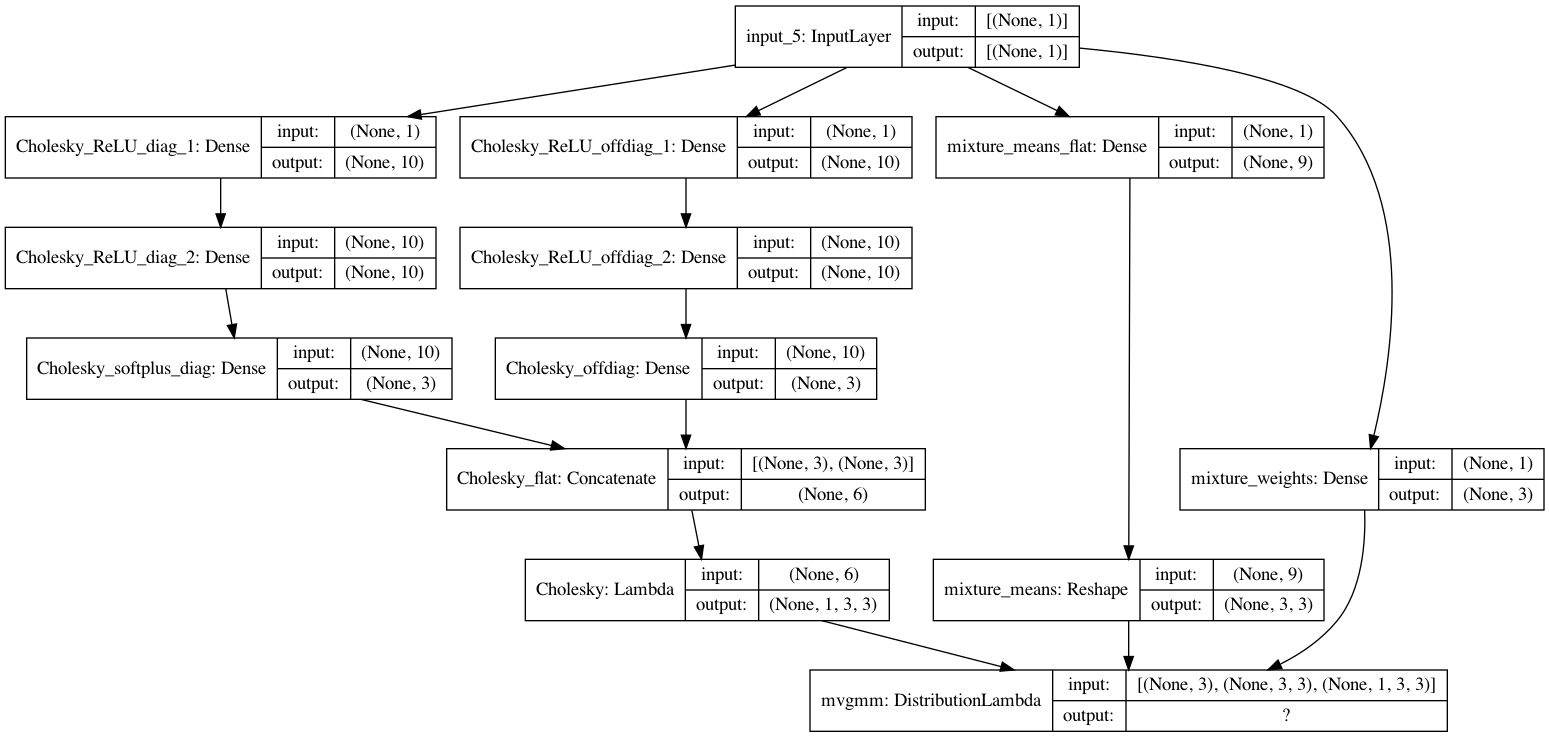 input_5: InputLayer
input: [(None, 1)]
output: [(None, 1)]
Cholesky_ReLU_diag_1: Dense
input: (None, 1)
output: (None, 10)
Cholesky_ReLU_offdiag_1: Dense
input: (None, 1)
output: (None, 10)
mixture_means_flat: Dense
input: (None, 1)
output: (None, 9)
Cholesky_ReLU_diag_2: Dense
input: (None, 10)
output: (None, 10)
Cholesky_ReLU_offdiag_2: Dense
input: (None, 10)
output: (None, 10)
Cholesky_softplus_diag: Dense
input: (None, 10)
output: (None, 3)
Cholesky_offdiag: Dense
input: (None, 10)
output: (None, 3)
Cholesky_flat: Concatenate
input: [(None, 3), (None, 3)]
output: (None, 6)
mixture_weights: Dense
input: (None, 1)
output: (None, 3)
Cholesky: Lambda
input: (None, 6)
output: (None, 1, 3, 3)
mixture_means: Reshape
input: (None, 9)
output: (None, 3, 3)
mvgmm: DistributionLambda
input: [(None, 3), (None, 3, 3), (None, 1, 3, 3)]
output: ?